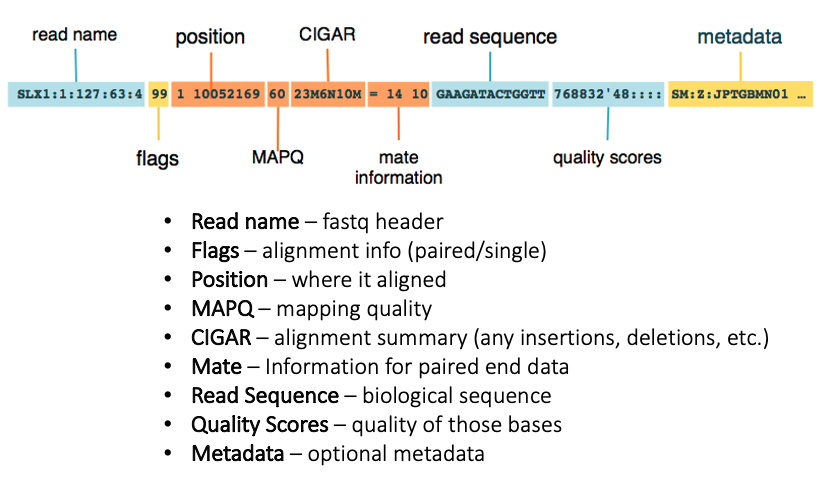 read name
position
CIGAR
read sequence
metadata
SLX1:1:127:63:4 99 1 10052169 60 23M6N10M = 14 10 GAAGATACTGGTT 768832'48:::: SM:Z:JPTGBMN01 ...
flags
MAPQ
mate
information
quality scores
• Read name – fastq header
• Flags – alignment info (paired/single)
• Position – where it aligned
• MAPQ – mapping quality
• CIGAR – alignment summary (any insertions, deletions, etc.)
• Mate – Information for paired end data
• Read Sequence – biological sequence
• Quality Scores – quality of those bases
• Metadata – optional metadata